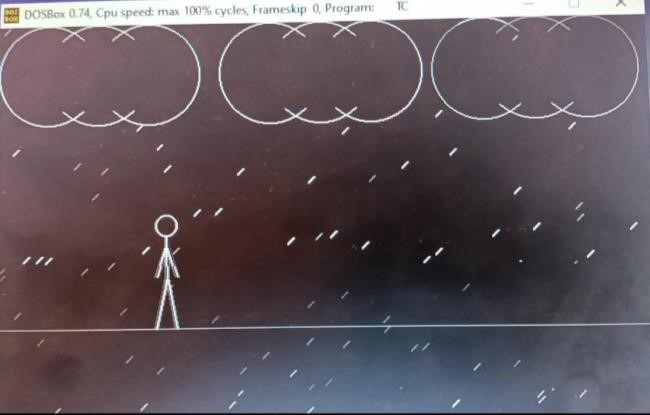 DOSBox 0.74, Cpu speed: max 100% cycles, Frameskip 0, Program: TC